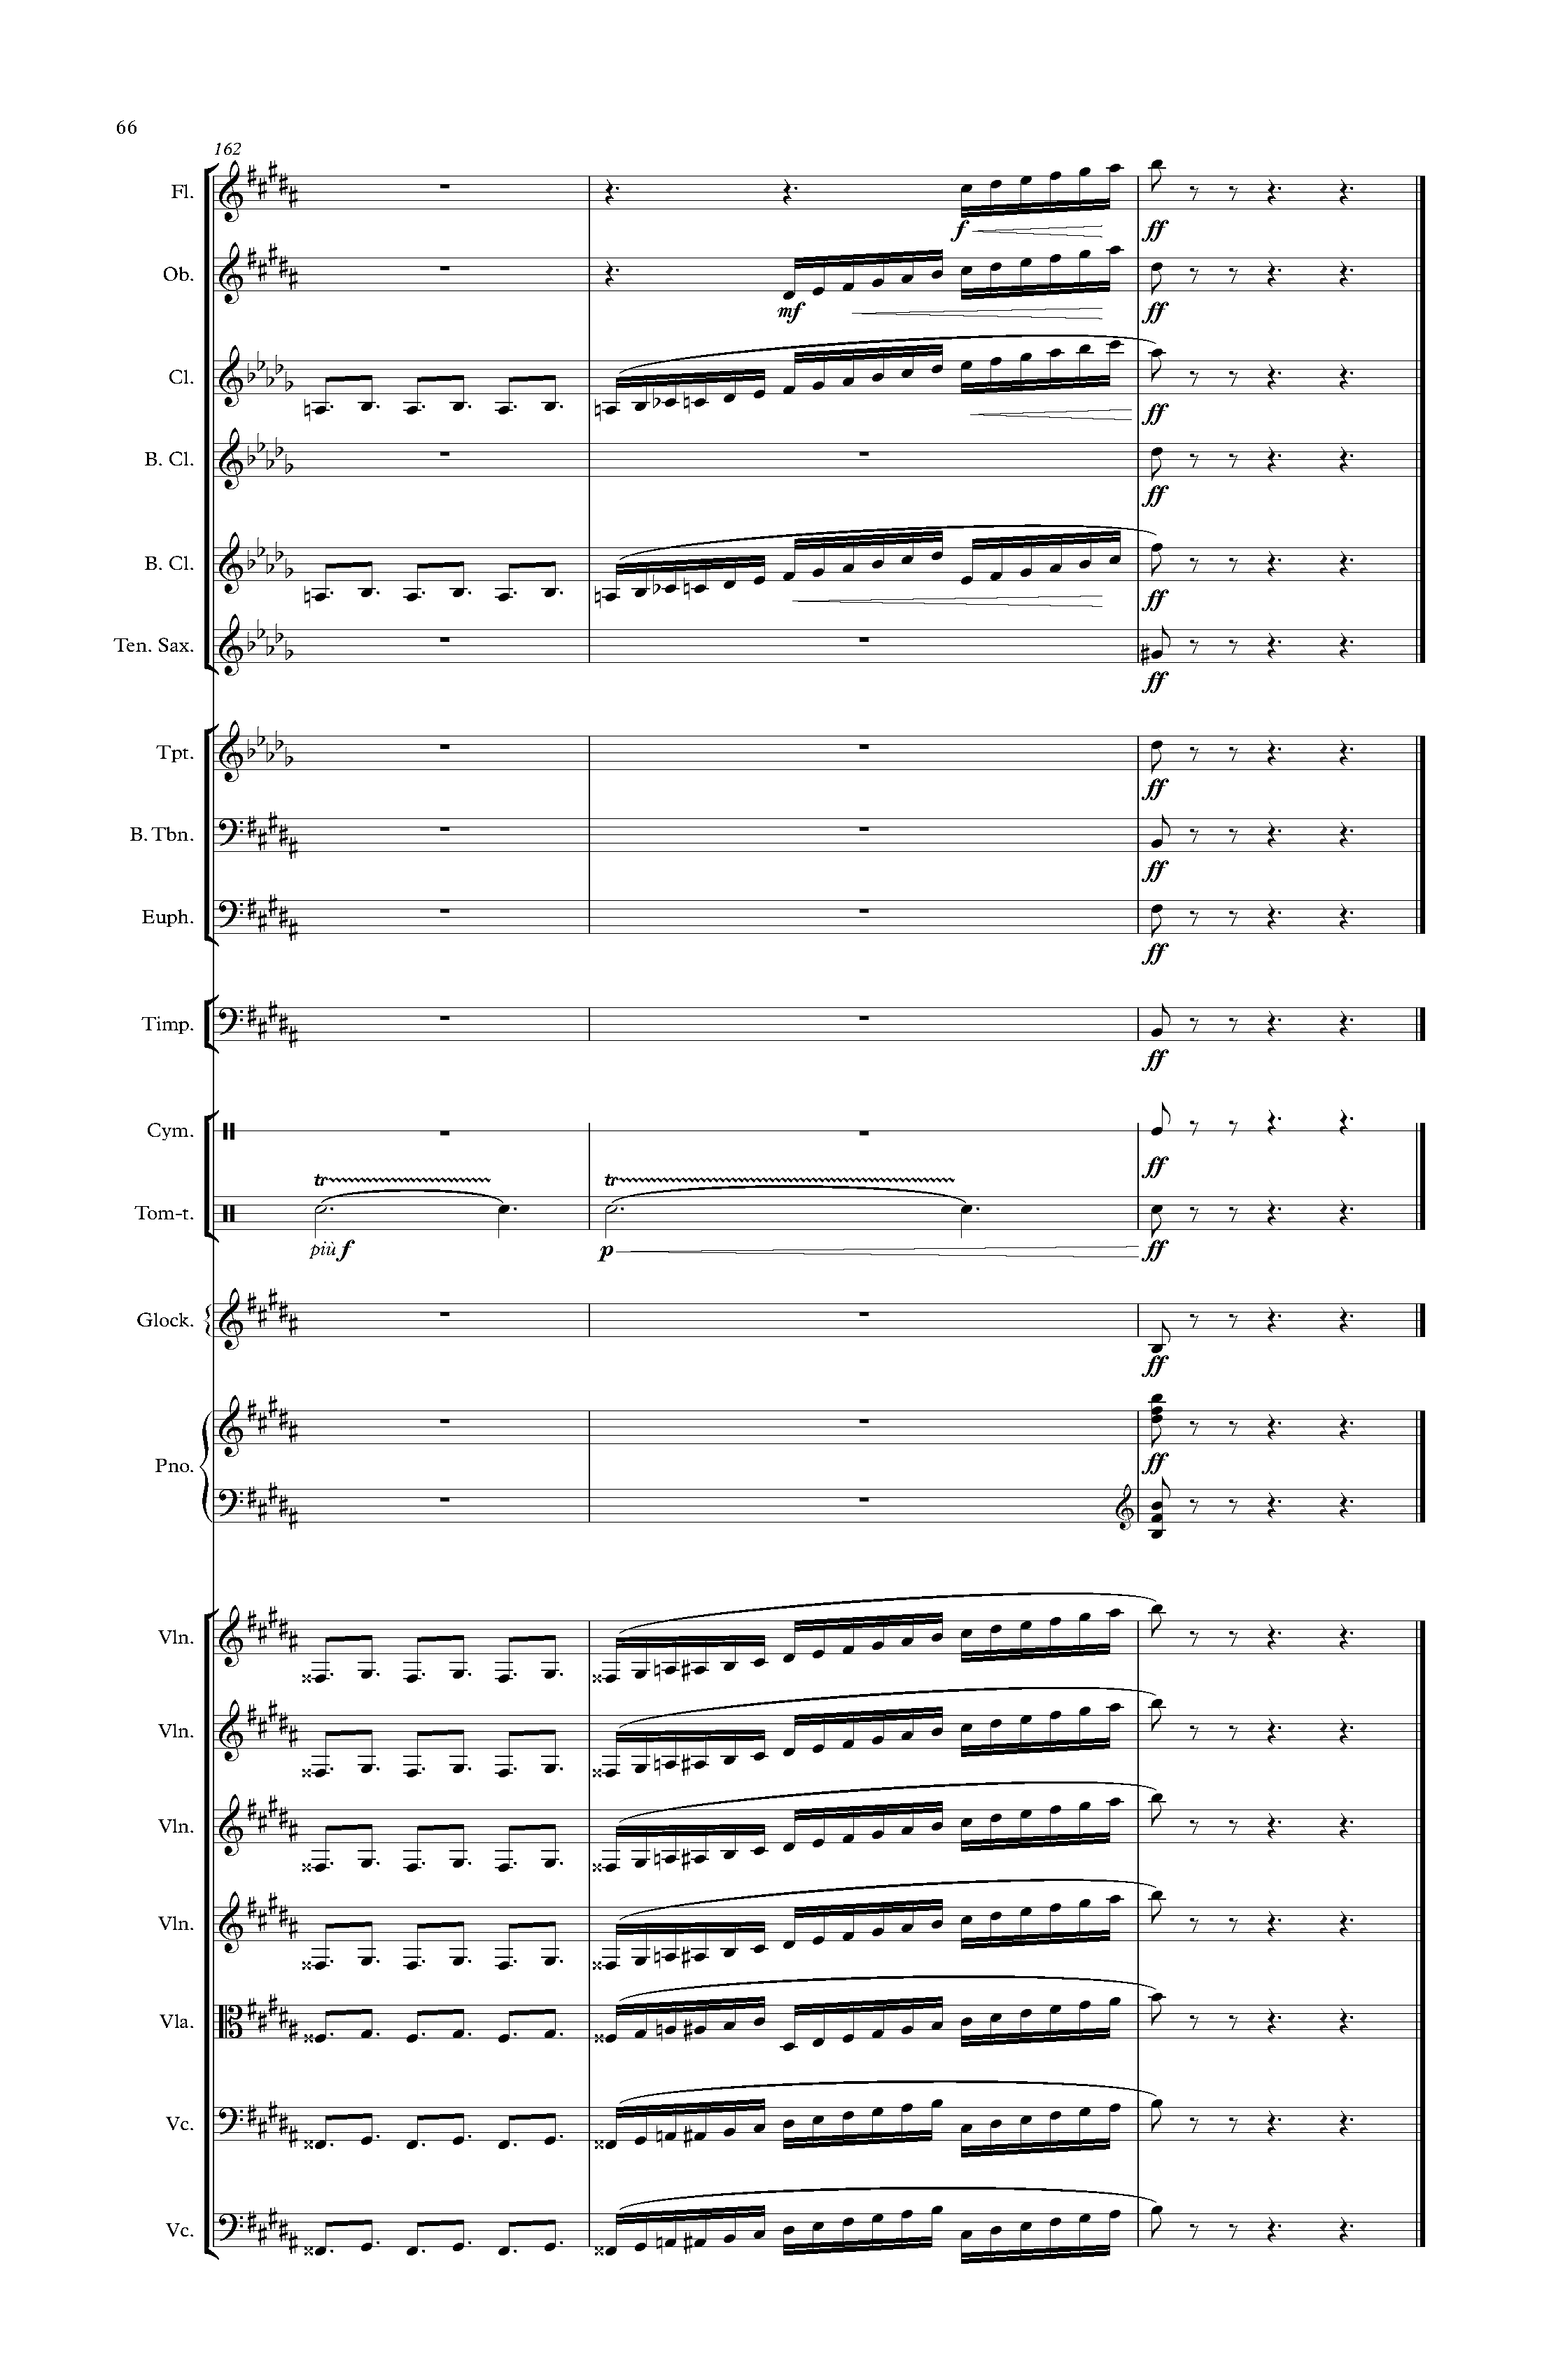 66
162
Fl.
f
ff
Ob.
mf
ff
Cl.
ff
B. Cl.
ff
B. Cl.
ff
Ten. Sax.
ff
Tpt.
ff
B. Tbn.
ff
Euph.
ff
Timp.
ff
Cym.
ff
tr tr
Tom-t.
più f p ff
Glock.
ff
Pno.
ff
Vln.
Vln.
Vln.
Vln.
Vla.
Vc.
Vc.